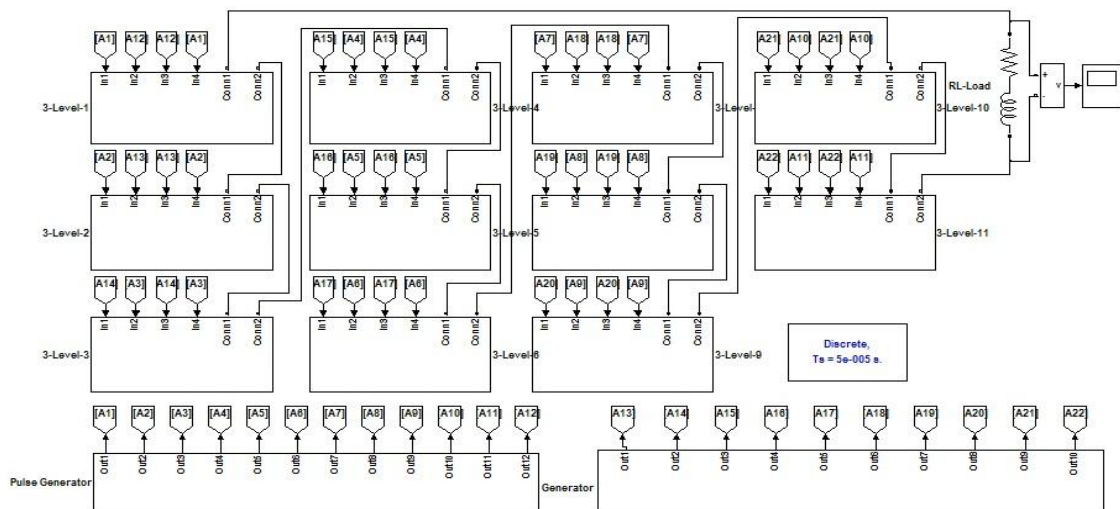 [A1] A12] A12] [A1] A15] [A4] A15] [A4] [A7] A18] A18] [A7] A21] A10] A21] A10]
In1 In2 In3 In4 Conn1 Conn2 In1 In2 In3 In4 Conn1 Conn2 In1 In2 In3 In4 Conn1 Conn2 In1 In2 In3 In4 Conn1 Conn2
RL-Load
+
-
v
3-Level-1 3-Level-4 3-Level- 3-Level-10
[A2] A13] A13] [A2] A16] [A5] A16] [A5] A19] [A8] A19] [A8] A22] A11] A22] A11]
In1 In2 In3 In4 Conn1 Conn2 In1 In2 In3 In4 Conn1 Conn2 In1 In2 In3 In4 Conn1 Conn2 In1 In2 In3 In4 Conn1 Conn2
3-Level-2 3-Level-5 3-Level-11
A14] [A3] A14] [A3] A17] [A6] A17] [A6] A20] [A9] A20] [A9]
In1 In2 In3 In4 Conn1 Conn2 In1 In2 In3 In4 Conn1 Conn2 In1 In2 In3 In4 Conn1 Conn2
3-Level-3 3-Level-6 3-Level-9
Discrete,
Ts = 5e-005 s.
[A1] [A2] [A3] [A4] [A5] [A6] [A7] [A8] [A9] A10] A11] A12] A13] A14] A15] A16] A17] A18] A19] A20] A21] A22]
Out1 Out2 Out3 Out4 Out5 Out6 Out7 Out8 Out9 Out10 Out11 Out12 Out1 Out2 Out3 Out4 Out5 Out6 Out7 Out8 Out9 Out10
Pulse Generator Generator